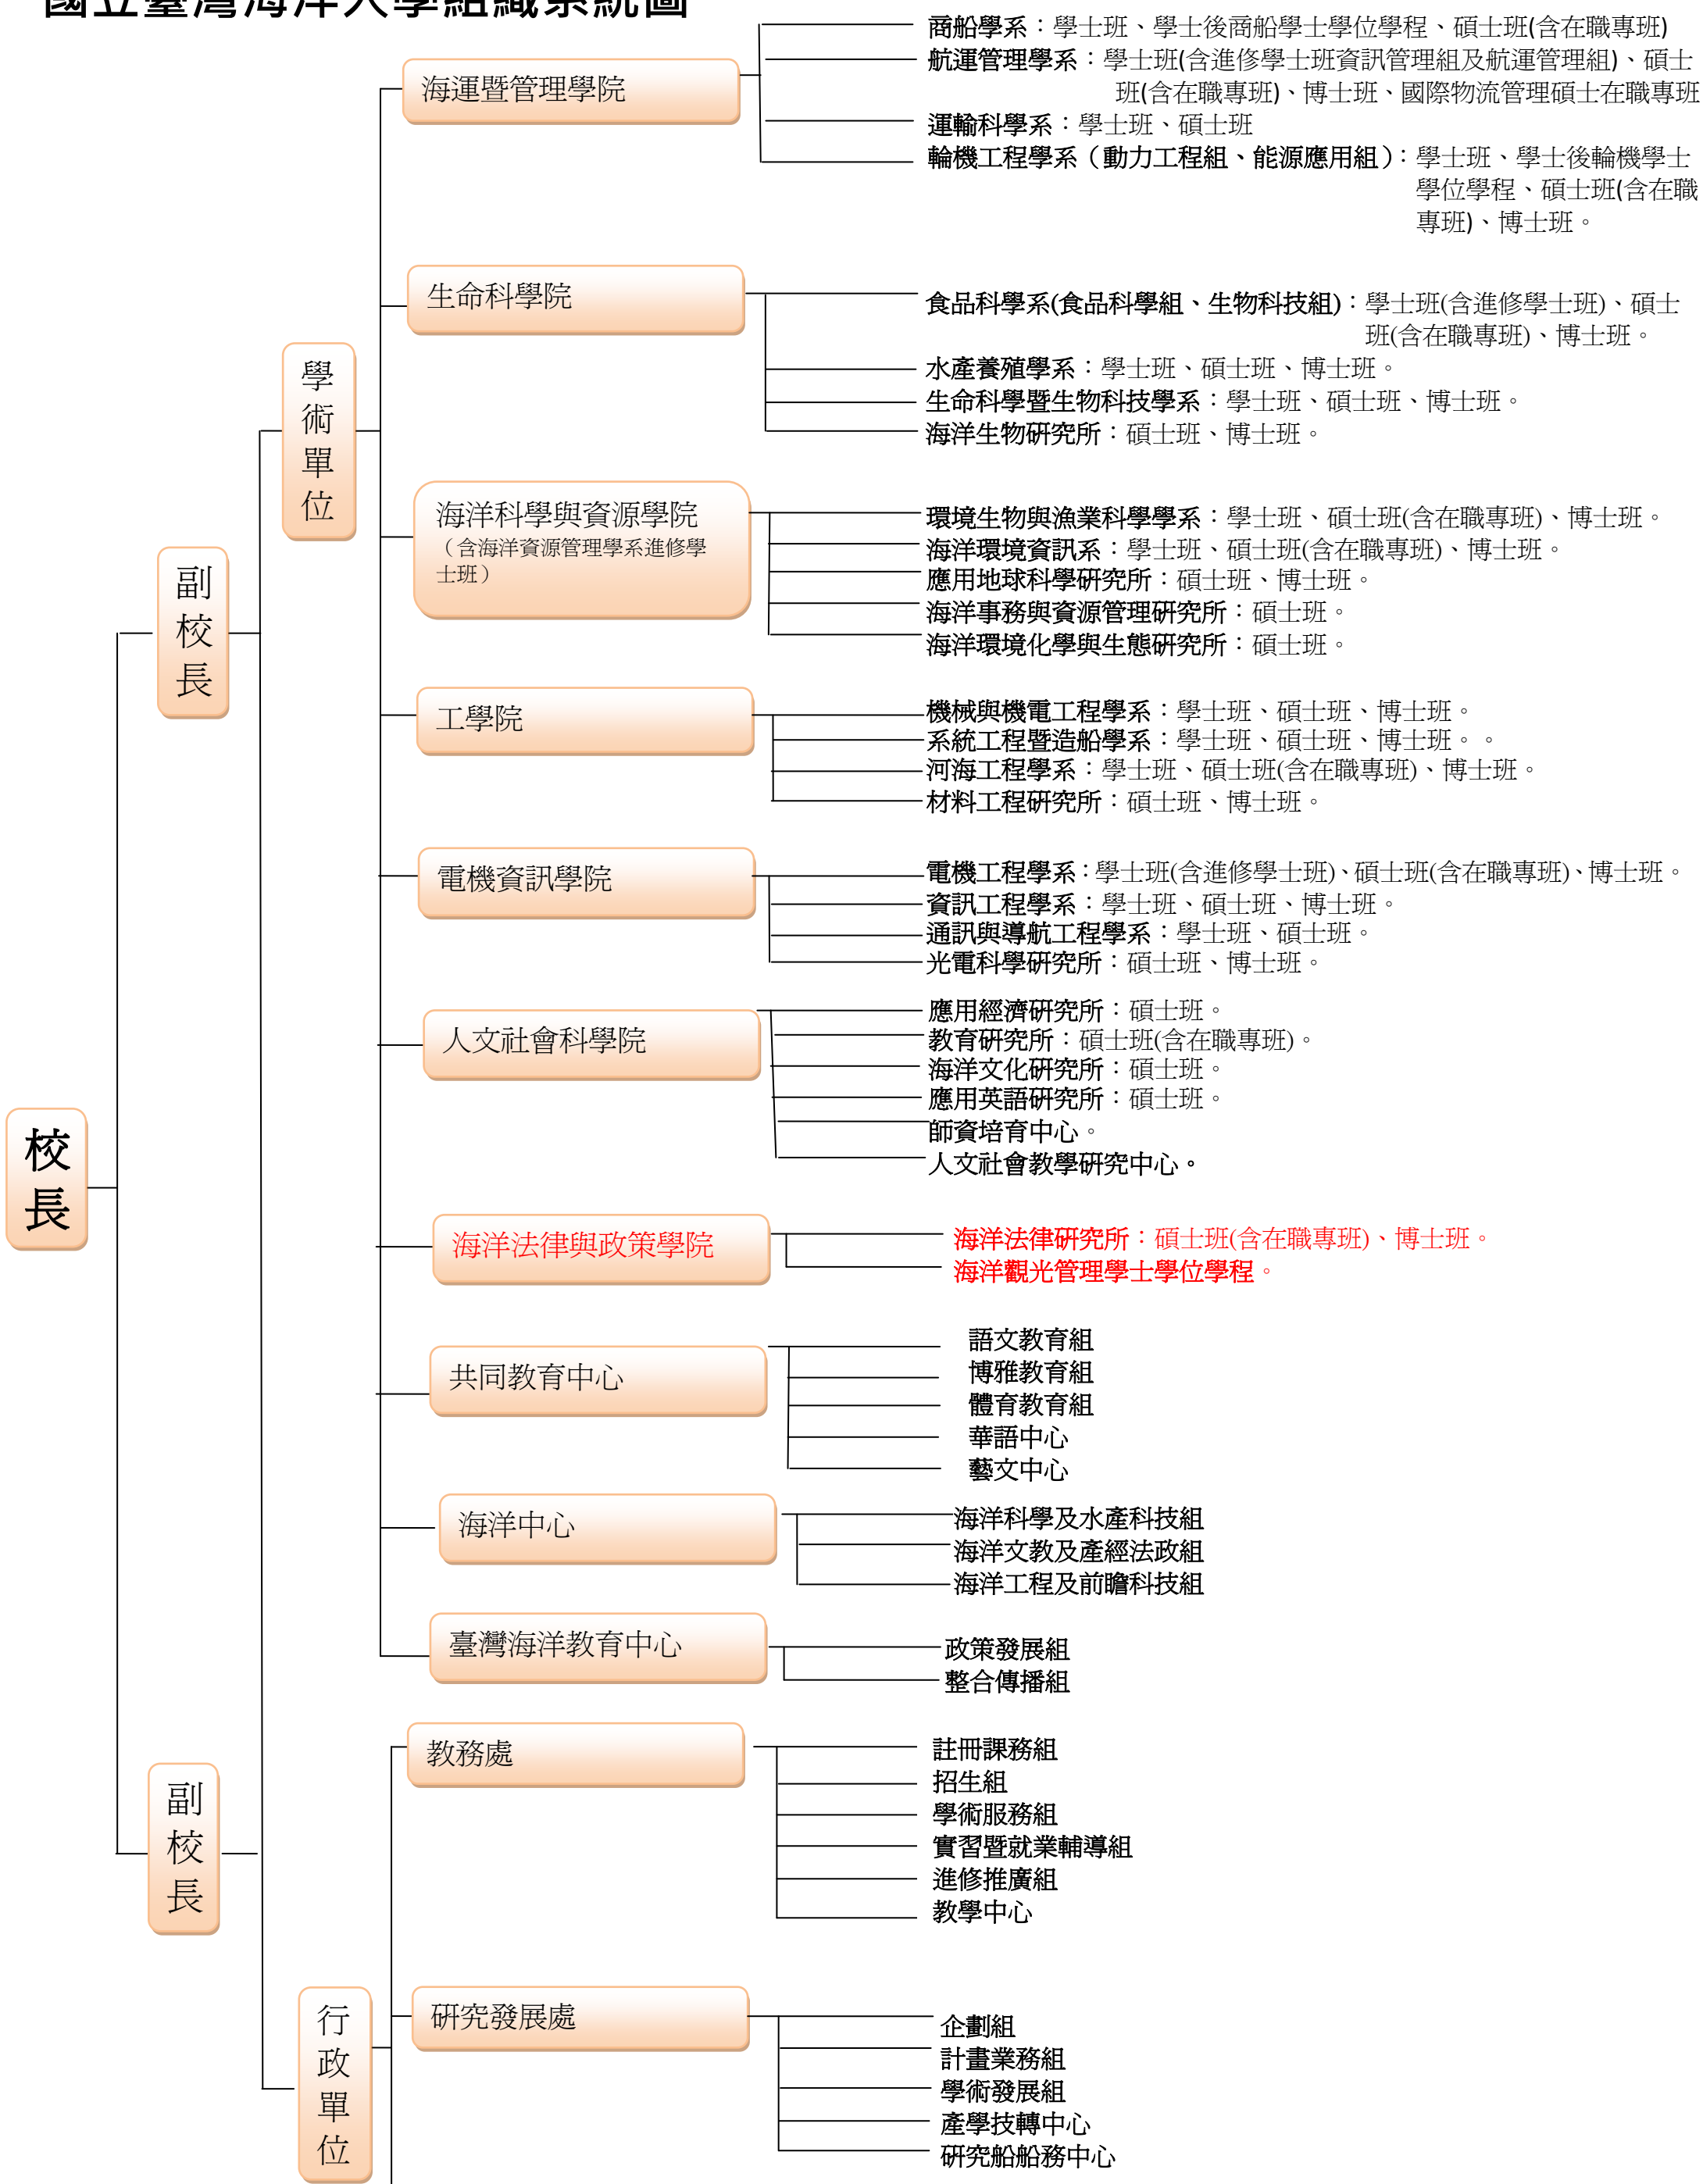 國立臺灣海洋大學組織系統圖
商船學系：學士班、學士後商船學士學位學程、碩士班(含在職專班)
航運管理學系：學士班(含進修學士班資訊管理組及航運管理組)、碩士
班(含在職專班)、博士班、國際物流管理碩士在職專班
運輸科學系：學士班、碩士班
輪機工程學系（動力工程組、能源應用組）：學士班、學士後輪機學士
學位學程、碩士班(含在職
專班)、博士班。
海運暨管理學院
生命科學院
食品科學系(食品科學組、生物科技組)：學士班(含進修學士班)、碩士
班(含在職專班)、博士班。
水產養殖學系：學士班、碩士班、博士班。
生命科學暨生物科技學系：學士班、碩士班、博士班。
海洋生物研究所：碩士班、博士班。
學術單位
海洋科學與資源學院
（含海洋資源管理學系進修學
士班）
環境生物與漁業科學學系：學士班、碩士班(含在職專班)、博士班。
海洋環境資訊系：學士班、碩士班(含在職專班)、博士班。
應用地球科學研究所：碩士班、博士班。
海洋事務與資源管理研究所：碩士班。
海洋環境化學與生態研究所：碩士班。
副校長
工學院
機械與機電工程學系：學士班、碩士班、博士班。
系統工程暨造船學系：學士班、碩士班、博士班。。
河海工程學系：學士班、碩士班(含在職專班)、博士班。
材料工程研究所：碩士班、博士班。
電機資訊學院
電機工程學系：學士班(含進修學士班)、碩士班(含在職專班)、博士班。
資訊工程學系：學士班、碩士班、博士班。
通訊與導航工程學系：學士班、碩士班。
光電科學研究所：碩士班、博士班。
人文社會科學院
應用經濟研究所：碩士班。
教育研究所：碩士班(含在職專班)。
海洋文化研究所：碩士班。
應用英語研究所：碩士班。
師資培育中心。
人文社會教學研究中心。
校長
海洋法律與政策學院
海洋法律研究所：碩士班(含在職專班)、博士班。
海洋觀光管理學士學位學程。
共同教育中心
語文教育組
博雅教育組
體育教育組
華語中心
藝文中心
海洋中心
海洋科學及水產科技組
海洋文教及產經法政組
海洋工程及前瞻科技組
臺灣海洋教育中心
政策發展組
整合傳播組
副校長
教務處
註冊課務組
招生組
學術服務組
實習暨就業輔導組
進修推廣組
教學中心
行政單位
研究發展處
企劃組
計畫業務組
學術發展組
產學技轉中心
研究船船務中心